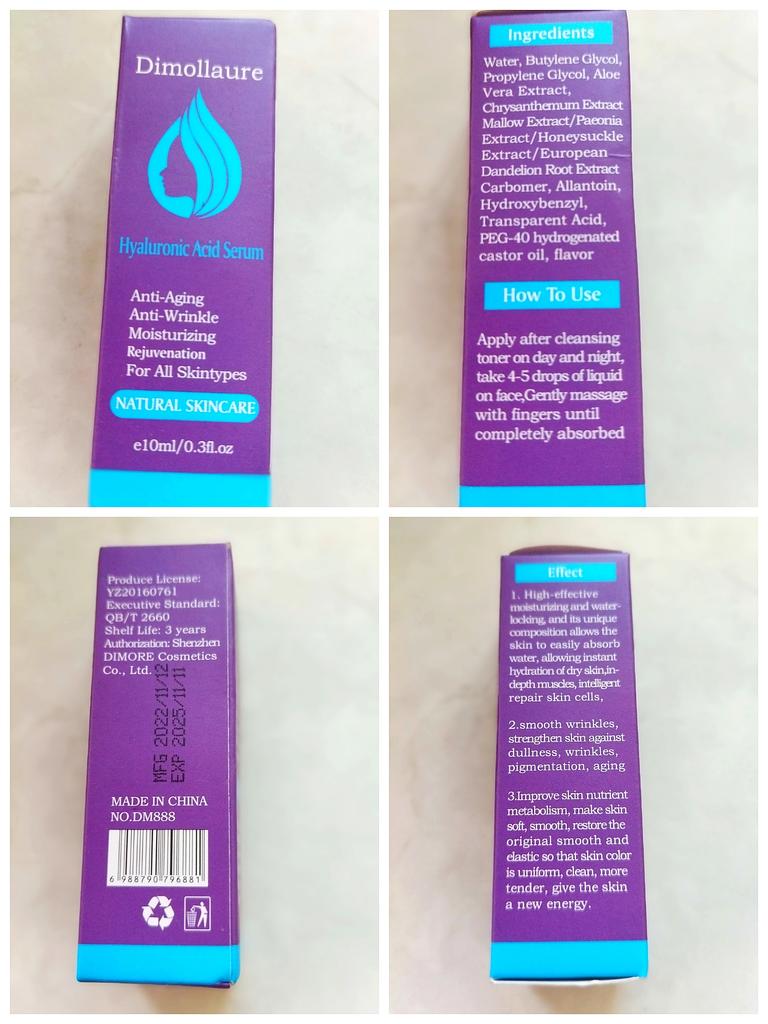 Dimollaure
Hyaluronic Acid Serum
Anti-Aging
Anti-Wrinkle
Moisturizing
Rejuvenation
For All Skintypes
NATURAL SKINCARE
e10ml/0.3fl.oz
Ingredients
Water, Butylene Glycol,
Propylene Glycol, Aloe
Vera Extract,
Chrysanthemum Extract
Mallow Extract/Paeonia
Extract/Honeysuckle
Extract/European
Dandelion Root Extract
Carbomer, Allantoin,
Hydroxybenzyl,
Transparent Acid,
PEG-40 hydrogenated
castor oil, flavor
How To Use
Apply after cleansing
toner on day and night,
take 4-5 drops of liquid
on face,Gently massage
with fingers until
completely absorbed
Produce License:
YZ20160761
Executive Standard:
QB/T 2660
Shelf Life: 3 years
Authorization: Shenzhen
DIMORE Cosmetics
Co., Ltd.
MFG 2022/11/12
EXP 2025/11/11
MADE IN CHINA
NO.DM888
6 988790 796881
Effect
1. High-effective
moisturizing and water-
locking, and its unique
composition allows the
skin to easily absorb
water, allowing instant
hydration of dry skin,in-
depth muscles, intelligent
repair skin cells,
2.smooth wrinkles,
strengthen skin against
dullness, wrinkles,
pigmentation, aging
3.Improve skin nutrient
metabolism, make skin
soft, smooth, restore the
original smooth and
elastic so that skin color
is uniform, clean, more
tender, give the skin
a new energy.